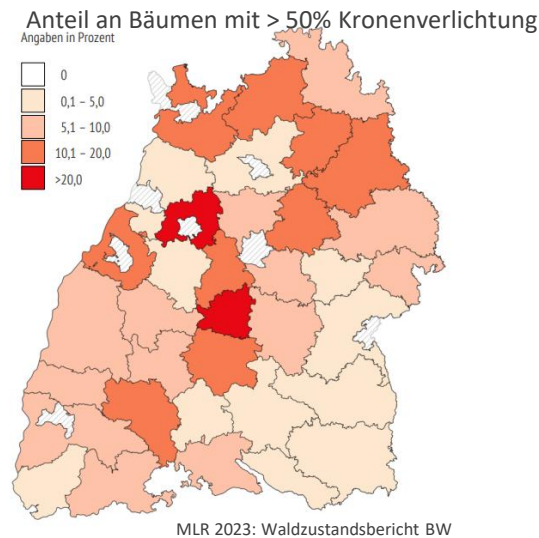 Anteil an Bäumen mit > 50% Kronenverlichtung
Angaben in Prozent
0
0,1 – 5,0
5,1 – 10,0
10,1 – 20,0
>20,0
MLR 2023: Waldzustandsbericht BW